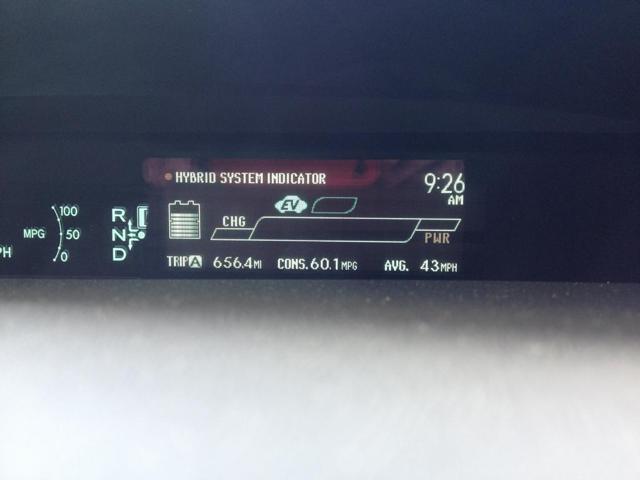 HYBRID SYSTEM INDICATOR
9:26
AM
EV
CHG
PWR
TRIP A 656.4 MI CONS. 60.1 MPG AVG. 43 MPH
100
MPG 50
0
PH
R
N
D